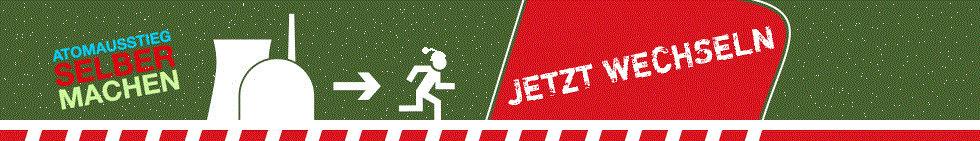 ATOMAUSSTIEG
SELBER
MACHEN
JETZT WECHSELN